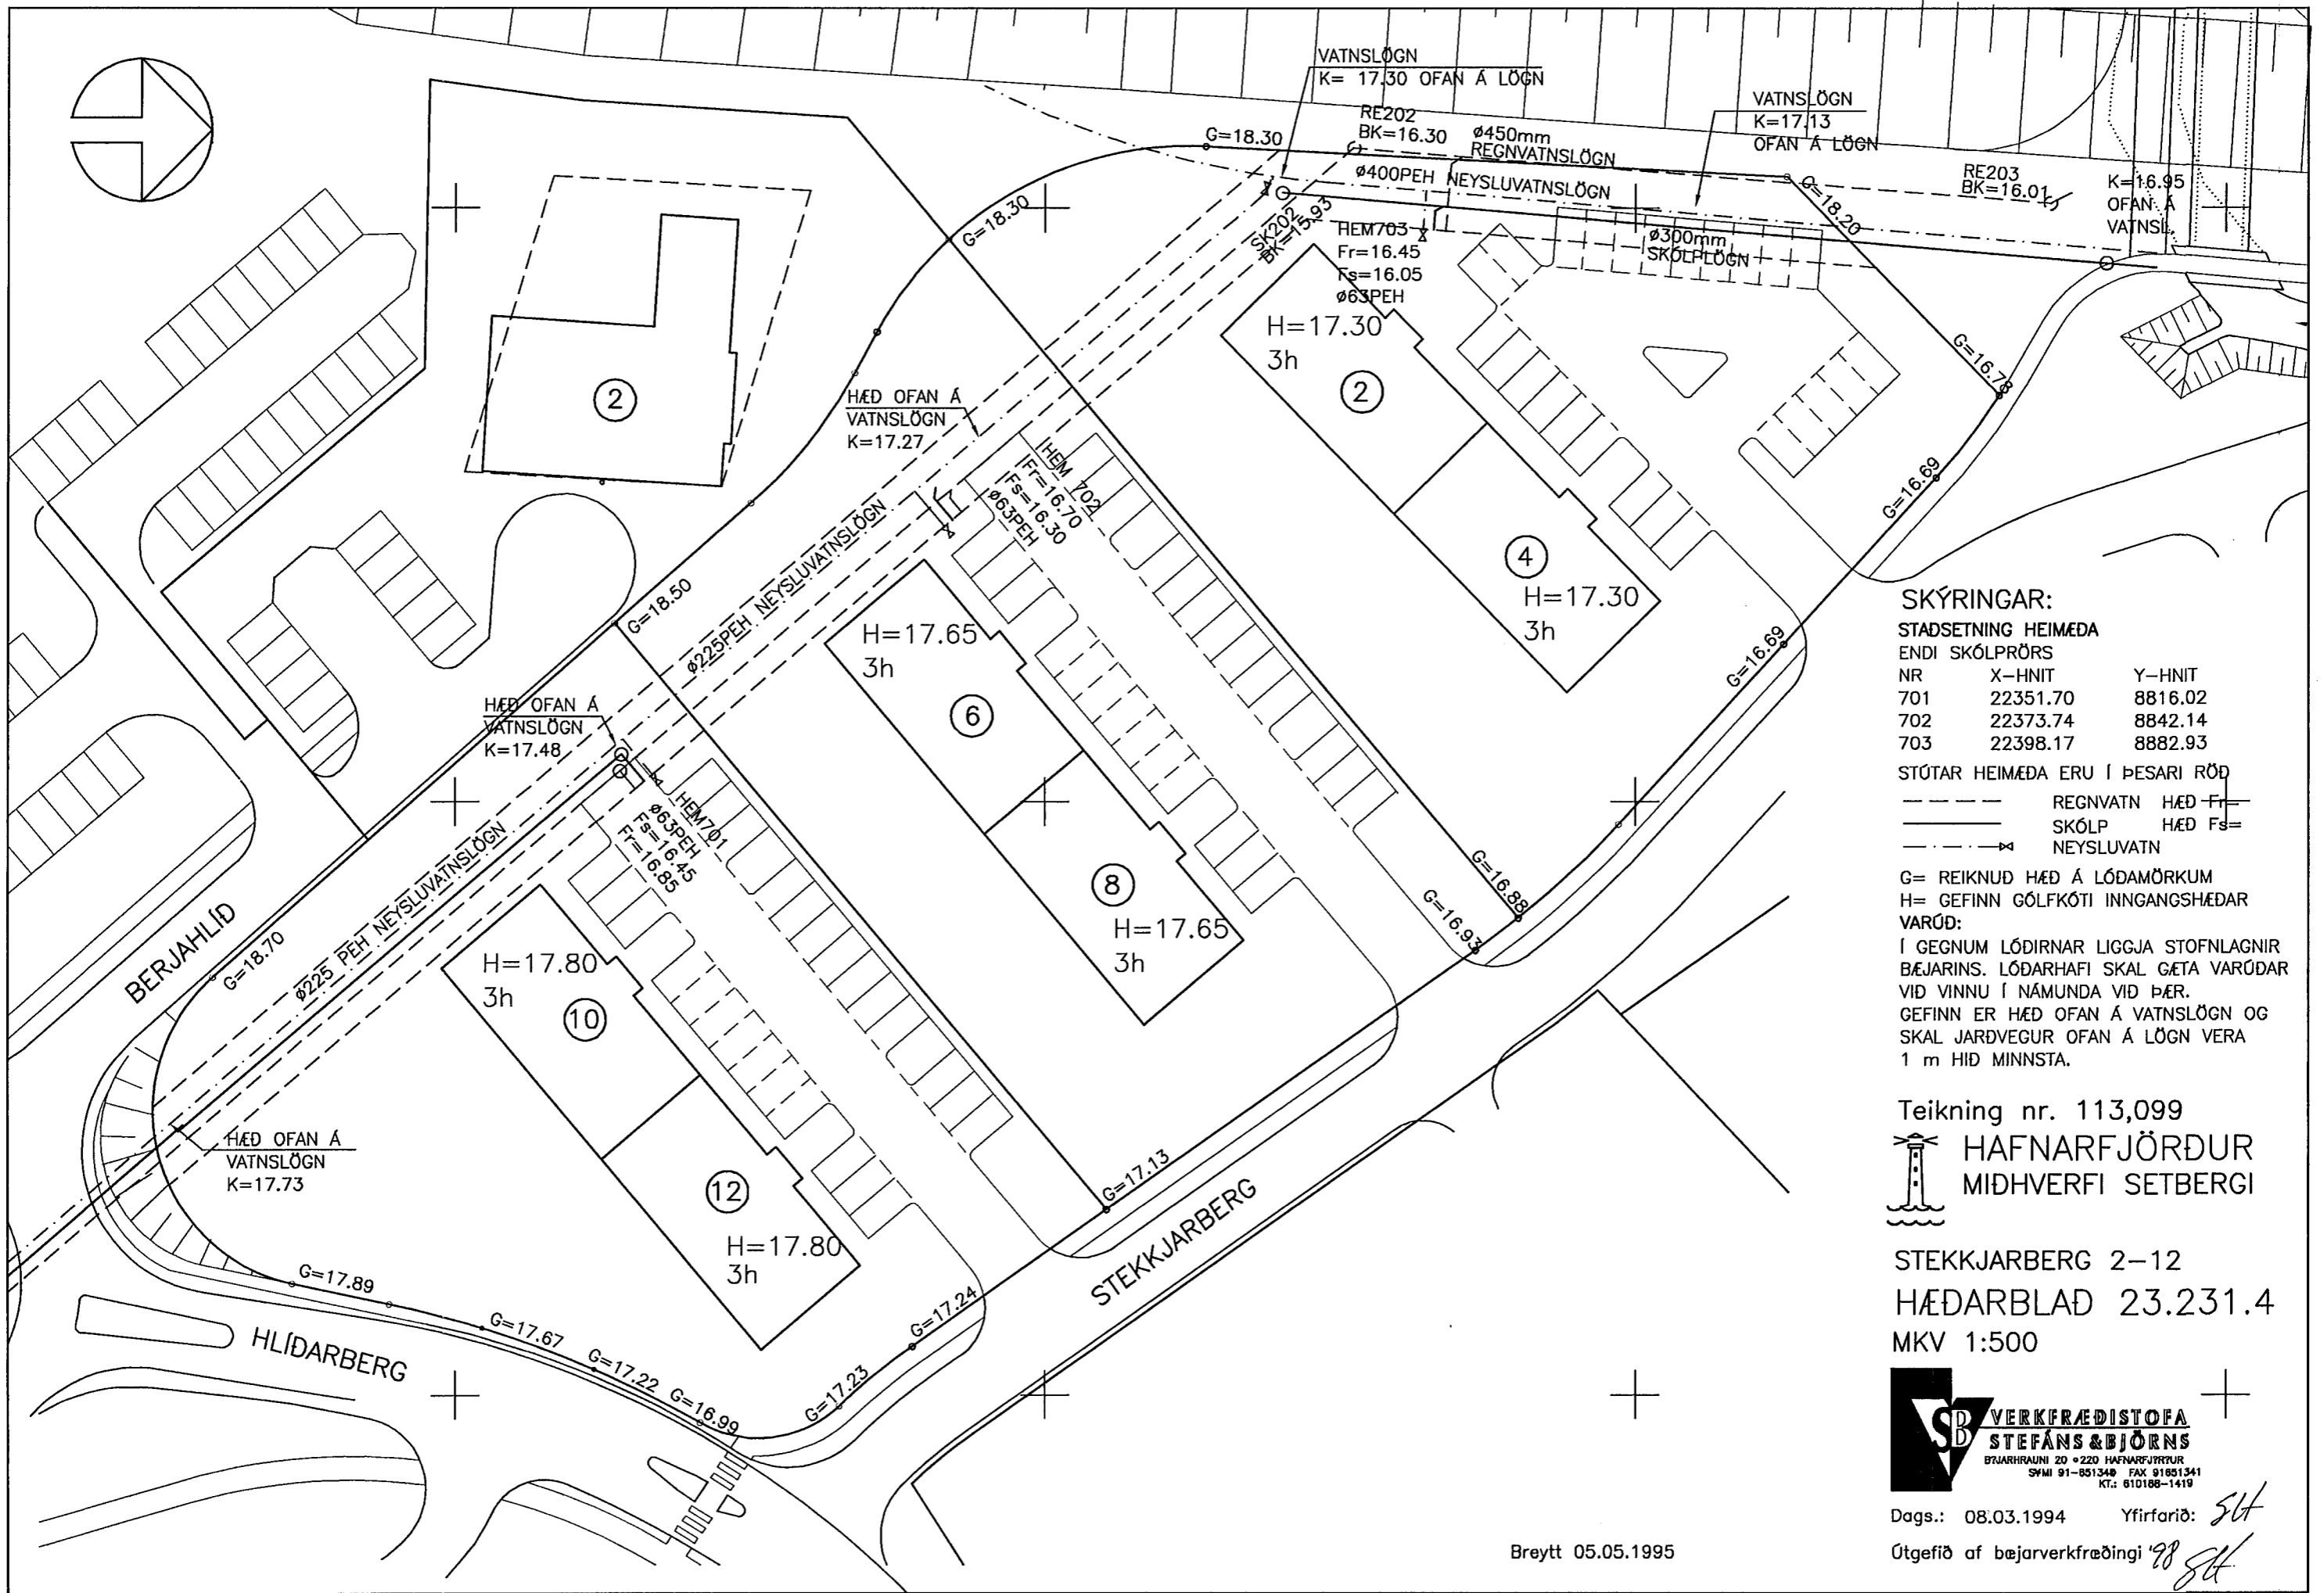 VATNSLÖGN
K= 17.30 OFAN Á LÖGN
RE202
BK=16.30
ø450mm
REGNVATNSLÖGN
VATNSLÖGN
K=17.13
OFAN Á LÖGN
RE203
BK=16.01
K=16.95
OFAN Á
VATNSL.
G=18.30
ø400PEH NEYSLUVATNSLÖGN
G=18.20
G=18.30
SK202
BK=15.93
HEM703
Fr=16.45
Fs=16.05
ø63PEH
ø300mm
SKÓLPLÖGN
H=17.30
3h
2
2
G=16.78
HÆÐ OFAN Á
VATNSLÖGN
K=17.27
HEM 702
Fr=16.70
Fs=16.30
ø63PEH
G=16.69
4
H=17.30
3h
G=18.50
ø225PEH NEYSLUVATNSLÖGN
H=17.65
3h
6
G=16.69
HÆÐ OFAN Á
VATNSLÖGN
K=17.48
HEM701
ø63PEH
Fs=16.45
Fr=16.85
8
H=17.65
3h
G=16.88
G=16.93
BERJAHLÍÐ
G=18.70
ø225 PEH NEYSLUVATNSLÖGN
H=17.80
3h
10
HÆÐ OFAN Á
VATNSLÖGN
K=17.73
12
H=17.80
3h
G=17.13
STEKKJARBERG
G=17.89
G=17.67
G=17.22
G=16.99
G=17.23
G=17.24
HLÍÐARBERG
SKÝRINGAR:
STAÐSETNING HEIMÆÐA
ENDI SKÓLPRÖRS
NR X-HNIT Y-HNIT
701 22351.70 8816.02
702 22373.74 8842.14
703 22398.17 8882.93
STÚTAR HEIMÆÐA ERU Í ÞESARI RÖÐ
REGNVATN HÆÐ Fr=
SKÓLP HÆÐ Fs=
NEYSLUVATN
G= REIKNUÐ HÆÐ Á LÓÐAMÖRKUM
H= GEFINN GÓLFKÓTI INNGANGSHÆÐAR
VARÚÐ:
Í GEGNUM LÓÐIRNAR LIGGJA STOFNLAGNIR
BÆJARINS. LÓÐARHAFI SKAL GÆTA VARÚÐAR
VIÐ VINNU Í NÁMUNDA VIÐ ÞÆR.
GEFINN ER HÆÐ OFAN Á VATNSLÖGN OG
SKAL JARÐVEGUR OFAN Á LÖGN VERA
1 m HIÐ MINNSTA.
Teikning nr. 113,099
HAFNARFJÖRÐUR
MIÐHVERFI SETBERGI
STEKKJARBERG 2-12
HÆÐARBLAÐ 23.231.4
MKV 1:500
SB
VERKFRÆÐISTOFA
STEFÁNS & BJÖRNS
20 220
91-651340 FAX 91651341
KT.: 610188-1419
Dags.: 08.03.1994 Yfirfarið:
Breytt 05.05.1995
Útgefið af bæjarverkfræðingi '98